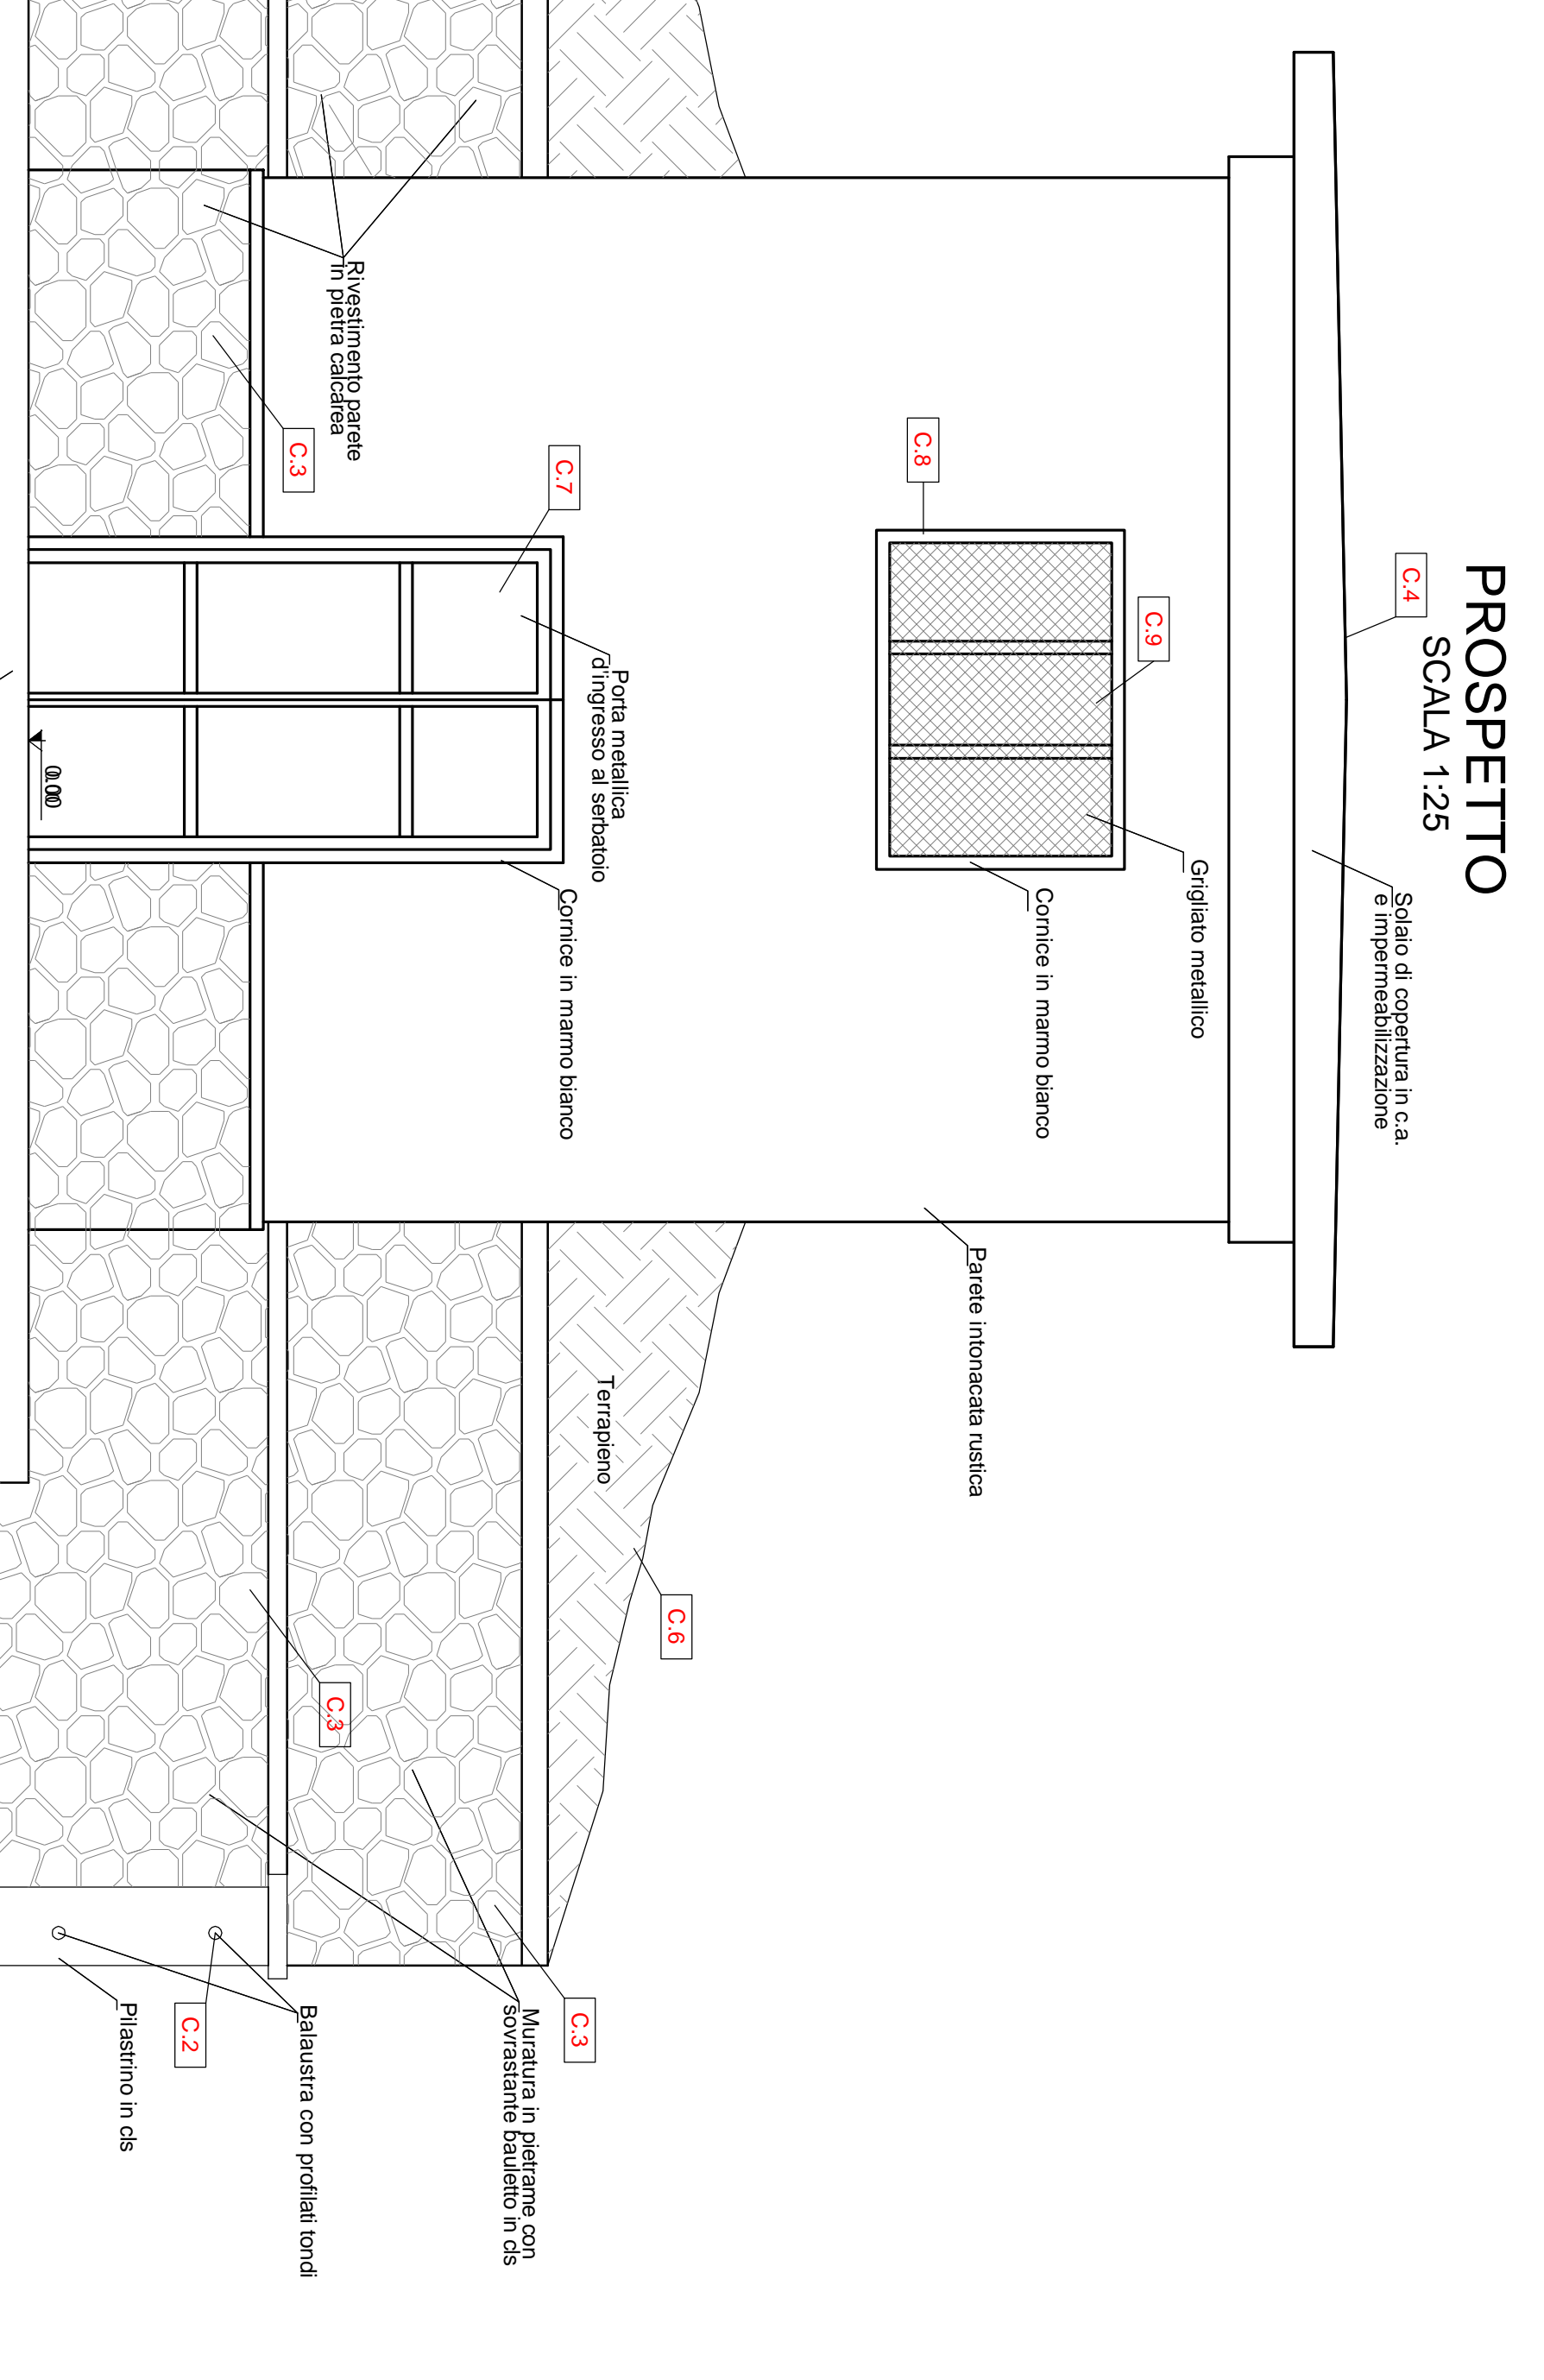 PROSPETTO
SCALA 1:25
C.4
Solaio di copertura in c.a.
e impermeabilizzazione
C.9
Grigliato metallico
C.8
Cornice in marmo bianco
Parete intonacata rustica
C.7
Porta metallica
d'ingresso al serbatoio
Cornice in marmo bianco
Terrapieno
C.6
Rivestimento parete
in pietra calcarea
C.3
C.3
C.3
Muratura in pietrame con
sovrastante bauletto in cls
Balaustra con profilati tondi
C.2
Pilastrino in cls
0.00